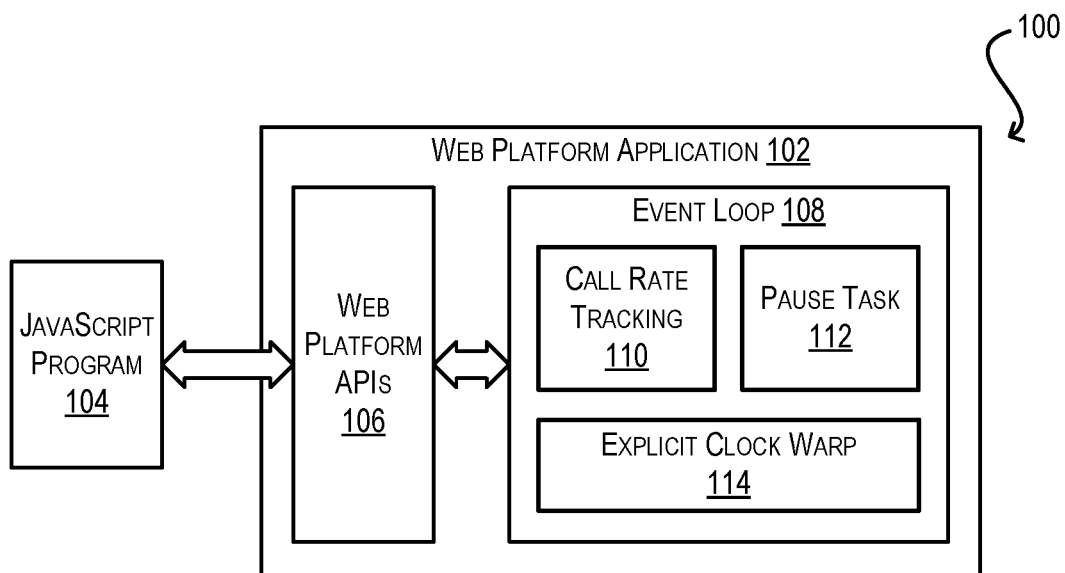 100
WEB PLATFORM APPLICATION 102
EVENT LOOP 108
CALL RATE
TRACKING
110
PAUSE TASK
112
JAVASCRIPT
PROGRAM
104
WEB
PLATFORM
APIS
106
EXPLICIT CLOCK WARP
114